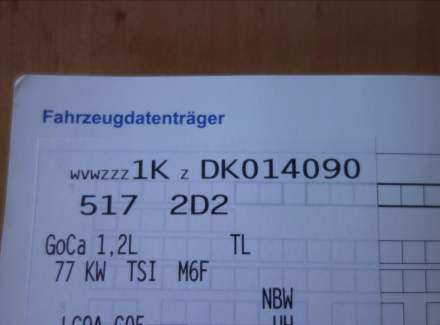 Fahrzeugdatenträger
WVWZZZ1K Z DK014090
517 2D2
GoCa 1,2L TL
77 KW TSI M6F
NBW